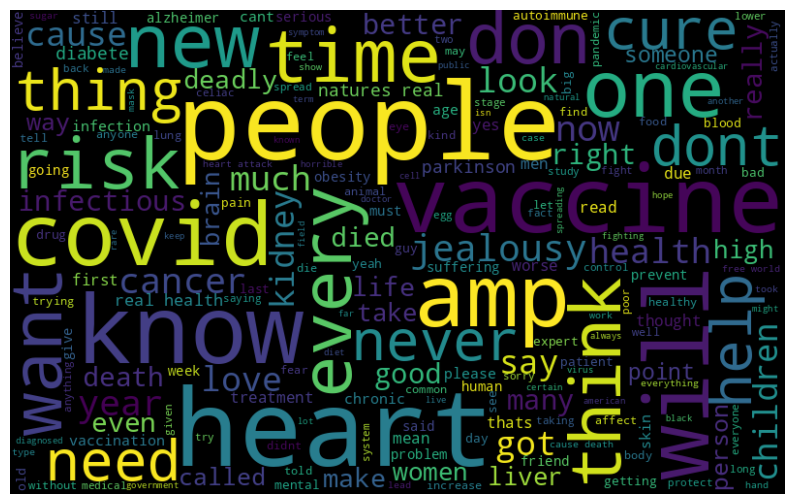 believe
still
alzheimer
cant
serious
sugar
symptom
two
don
autoimmune
cure
pandemic
lower
actually
cause
new
time
better
someone
cardiovascular
really
diabete
back
made
feel
show
may
public
thing
deadly
natures real
look
stage
isn
big
natural
one
another
mask
celiac
spread
term
age
find
food
blood
way
infection
anyone
lung
people
yes
kind
case
now
tell
known
eye
men
study
fight
month
bad
right
dont
going
risk
heart attack
horrible
much
parkinson
due
pain
obesity
cell
doctor
vaccine
infectious
brain
animal
must
egg
let
fact
read
hope
drug
rare
keep
kidney
field
every
died
guy
spreading
fighting
covid
jealousy
health
high
first
die
yeah
suffering
worse
control
prevent
free world
took
want
cancer
last
life
amp
think
poor
will
help
healthy
might
trying
real health
saying
take
far
work
thought
children
know
never
expert
always
well
give
anything
week
fear
diet
say
patient
point
everything
death
love
good
please
sorry
certain
virus
year
treatment
chronic
human
american
common
live
see
many
person
black
everyone
even
given
heart
lot
said
thats
taking
affect
skin
old
diagnosed
vaccination
try
system
mean
day
got
body
type
need
didnt
problem
friend
cause death
long
called
told
women
liver
getting
protect
hand
without
medical
government
mental
make
lead
increase